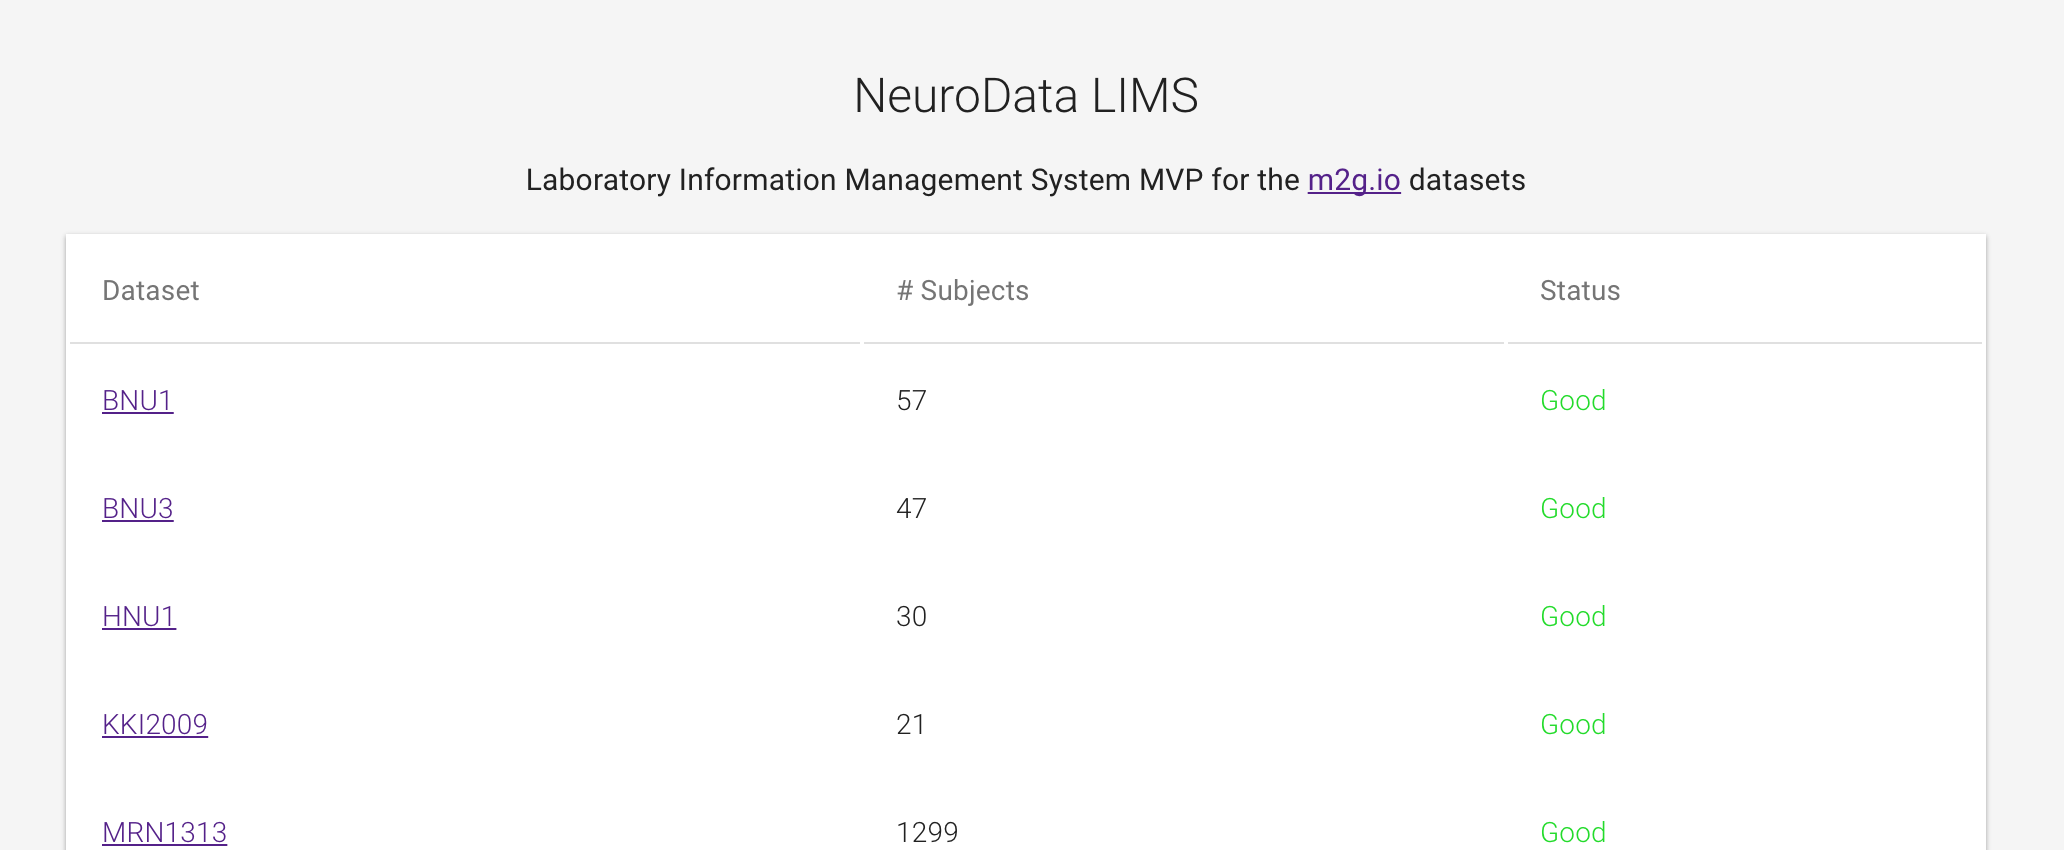 NeuroData LIMS
Laboratory Information Management System MVP for the m2g.io datasets
Dataset # Subjects Status
BNU1 57 Good
BNU3 47 Good
HNU1 30 Good
KKI2009 21 Good
MRN1313 1299 Good